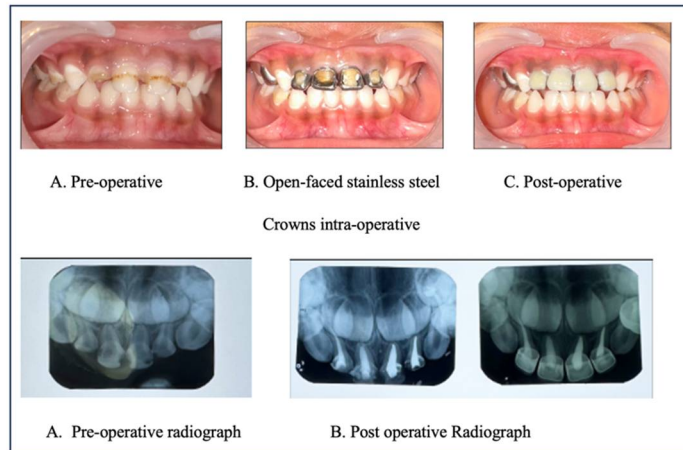 A. Pre-operative
B. Open-faced stainless steel
C. Post-operative
Crowns intra-operative
A. Pre-operative radiograph
B. Post operative Radiograph